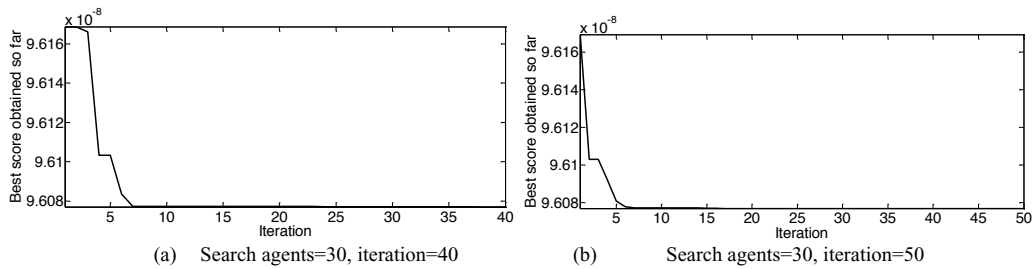 x 10-8
9.616
9.614
9.612
9.61
9.608
5 10 15 20 25 30 35 40
Best score obtained so far
Iteration
(a) Search agents=30, iteration=40
x 10-8
9.616
9.614
9.612
9.61
9.608
5 10 15 20 25 30 35 40 45 50
Best score obtained so far
Iteration
(b) Search agents=30, iteration=50